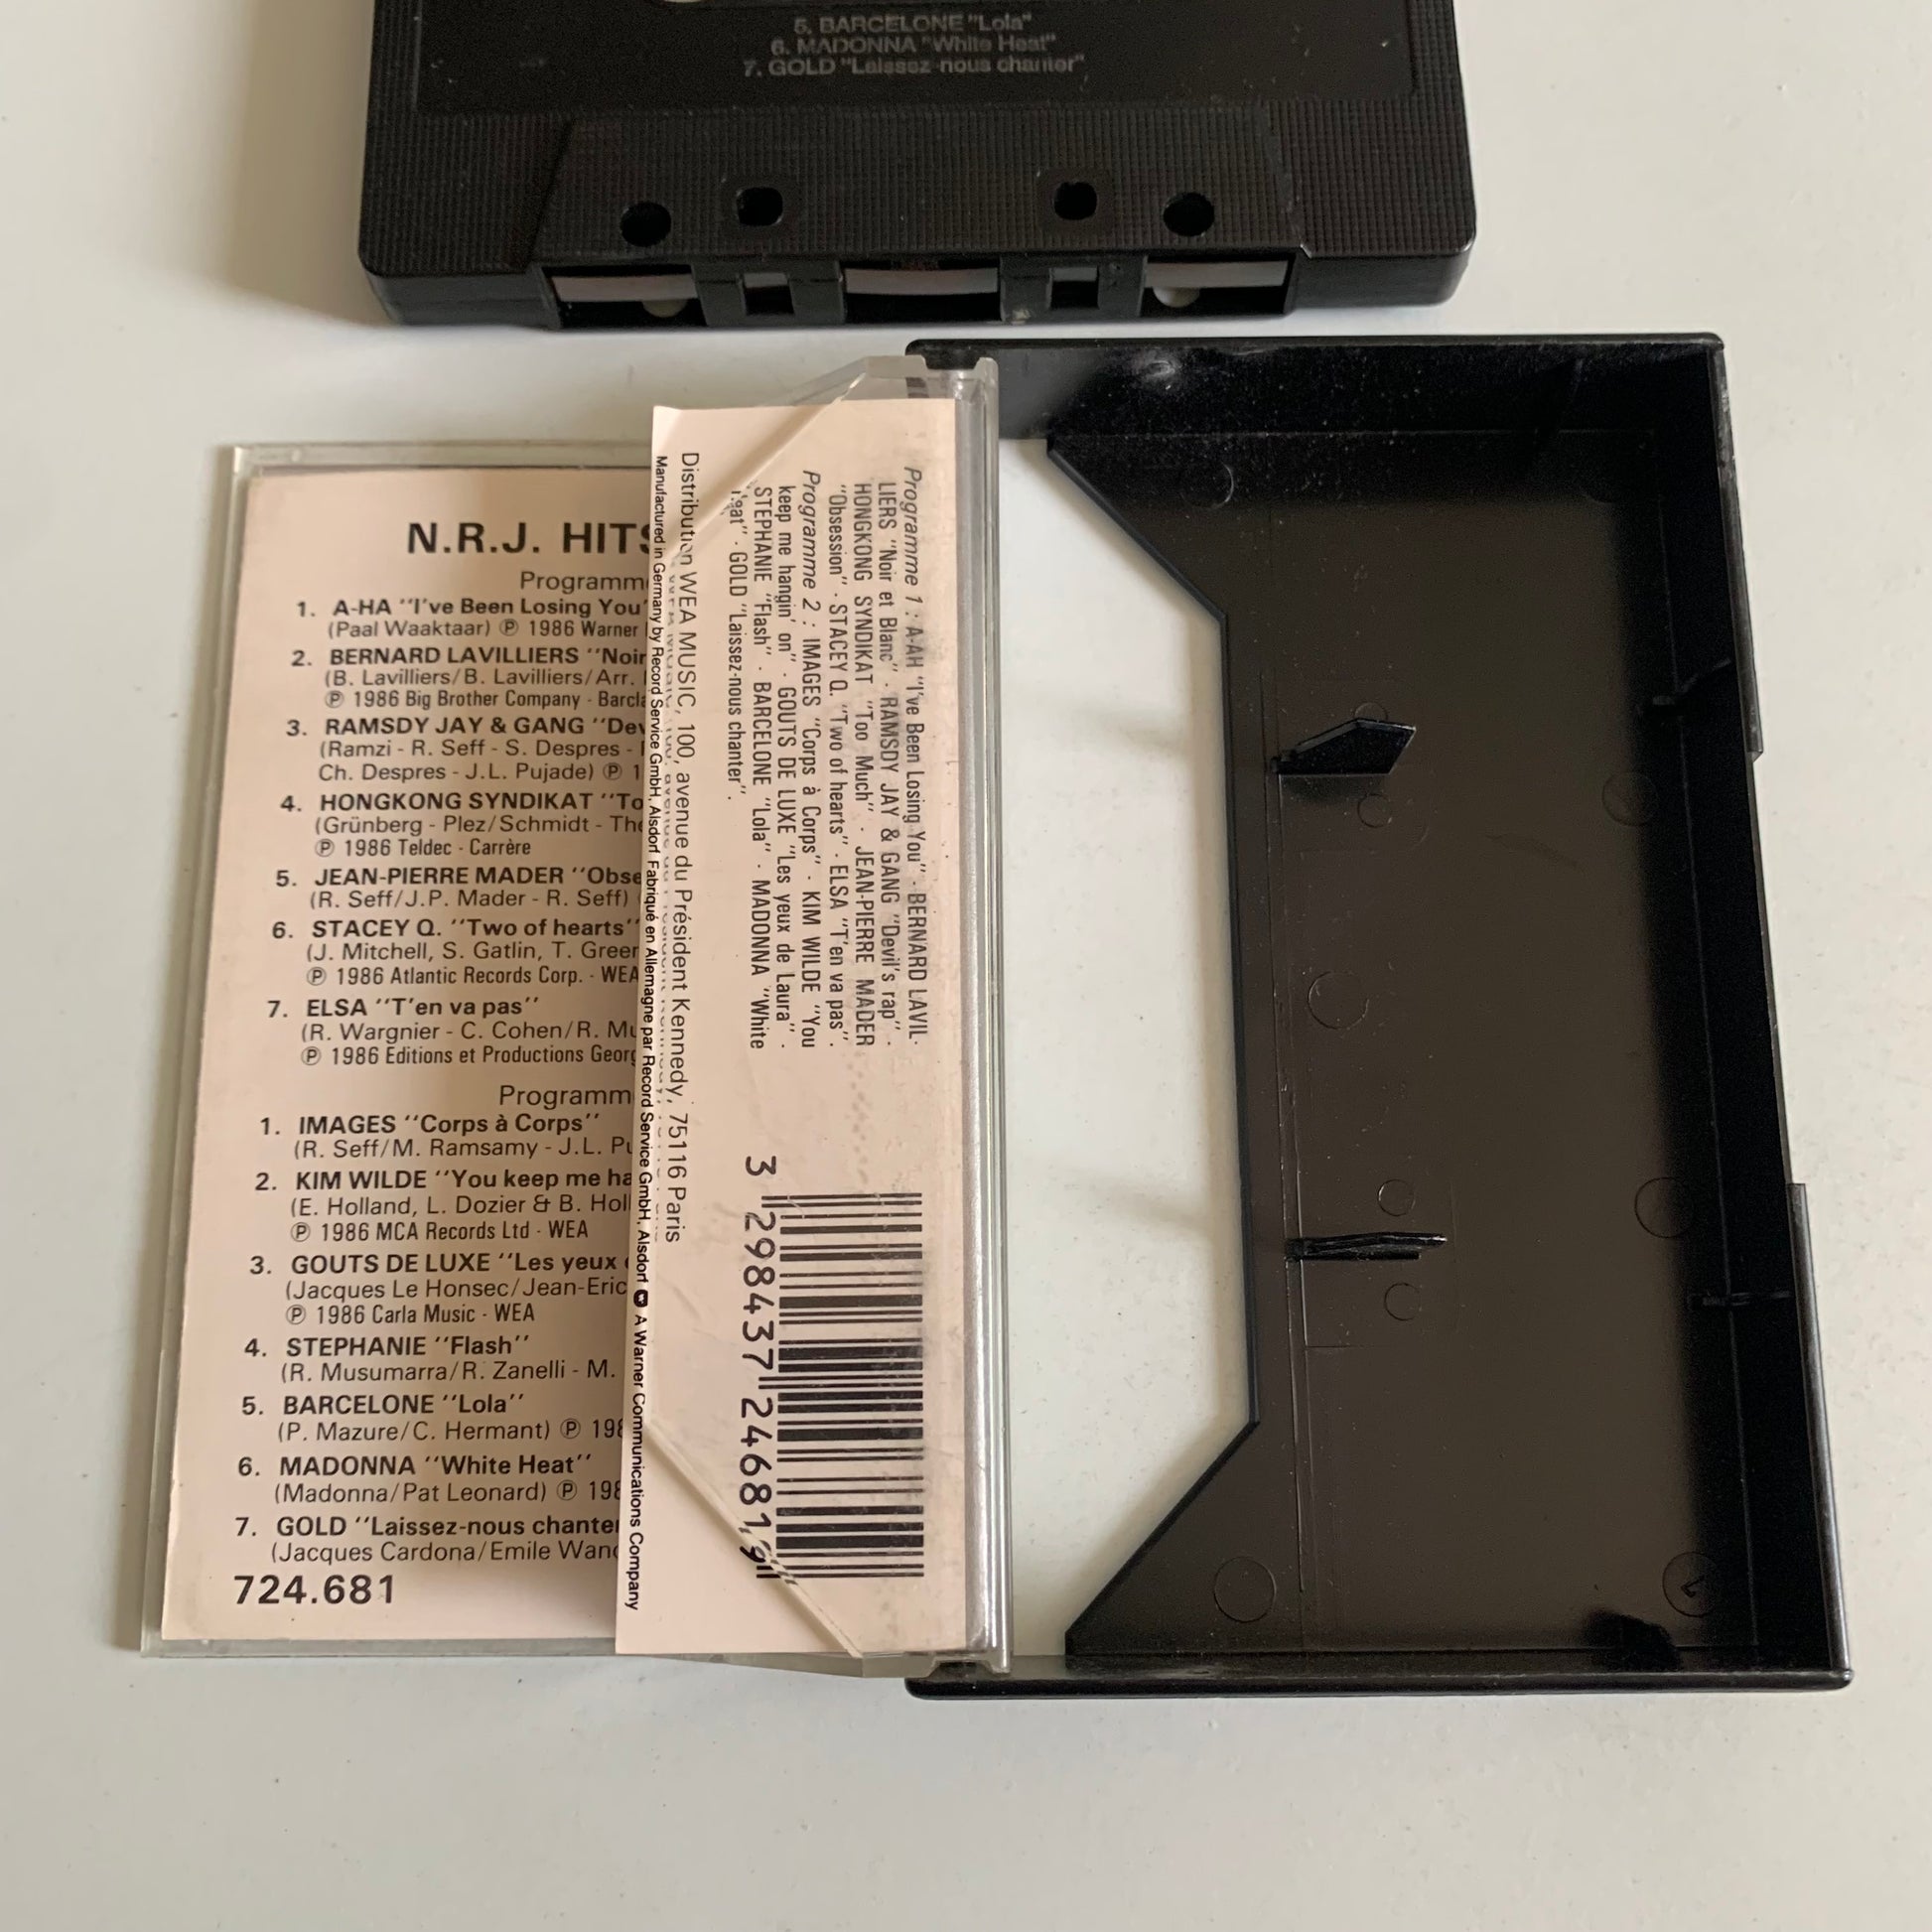 5. BARCELONE "Lola"
6. MADONNA "White Heat"
7. GOLD "Laissez-nous chanter"
N.R.J. HITS
Programme
1. A-HA "I've Been Losing You"
(Paal Waaktaar) ℗ 1986 Warner
2. BERNARD LAVILLIERS "Noir
(B. Lavilliers/B. Lavilliers/Arr.
℗ 1986 Big Brother Company - Barcla
3. RAMSDY JAY & GANG "Dev
(Ramzi - R. Seff - S. Despres -
Ch. Despres - J.L. Pujade) ℗ 1
4. HONGKONG SYNDIKAT "To
(Grünberg - Plez/Schmidt - The
℗ 1986 Teldec - Carrère
5. JEAN-PIERRE MADER "Obse
(R. Seff/J.P. Mader - R. Seff)
6. STACEY Q. "Two of hearts"
(J. Mitchell, S. Gatlin, T. Greer
℗ 1986 Atlantic Records Corp. - WEA
7. ELSA "T'en va pas"
(R. Wargnier - C. Cohen/R. Mu
℗ 1986 Editions et Productions Georg
Programm
1. IMAGES "Corps à Corps"
(R. Seff/M. Ramsamy - J.L. Pu
2. KIM WILDE "You keep me ha
(E. Holland, L. Dozier & B. Holl
℗ 1986 MCA Records Ltd - WEA
3. GOUTS DE LUXE "Les yeux
(Jacques Le Honsec/Jean-Eric
℗ 1986 Carla Music - WEA
4. STEPHANIE "Flash"
(R. Musumarra/R. Zanelli - M.
5. BARCELONE "Lola"
(P. Mazure/C. Hermant) ℗ 198
6. MADONNA "White Heat"
(Madonna/Pat Leonard) ℗ 198
7. GOLD "Laissez-nous chanter
(Jacques Cardona/Emile Wand
724.681
Programme 1 : A-AH "I've Been Losing You" · BERNARD LAVIL-
LIERS "Noir et Blanc" · RAMSDY JAY & GANG "Devil's rap" ·
HONGKONG SYNDIKAT "Too Much" · JEAN-PIERRE MADER
"Obsession" · STACEY Q. "Two of hearts" · ELSA "T'en va pas" ·
Programme 2 : IMAGES "Corps à Corps" · KIM WILDE "You
keep me hangin' on" · GOUTS DE LUXE "Les yeux de Laura" ·
STEPHANIE "Flash" · BARCELONE "Lola" · MADONNA "White
Heat" · GOLD "Laissez-nous chanter".
3 298437 246819
Distribution WEA MUSIC, 100, avenue du Président Kennedy, 75116 Paris
Manufactured in Germany by Record Service GmbH, Alsdorf Fabriqué en Allemagne par Record Service GmbH, Alsdorf A Warner Communications Company